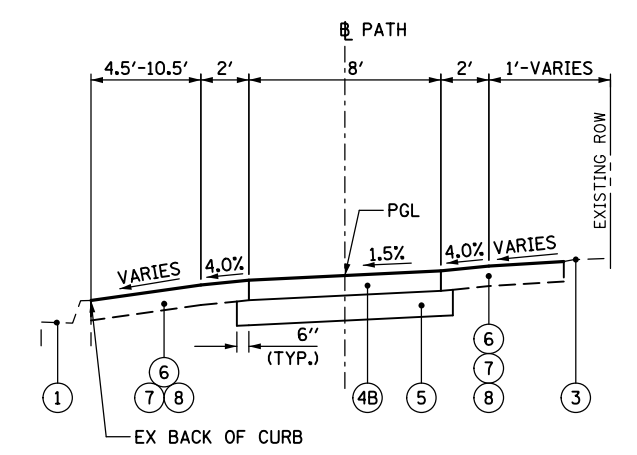 ℄ PATH
4.5'-10.5'
2'
8'
2'
1'-VARIES
EXISTING ROW
PGL
VARIES
4.0%
1.5%
4.0%
VARIES
6"
(TYP.)
1
6
7
8
4B
5
6
7
8
3
EX BACK OF CURB